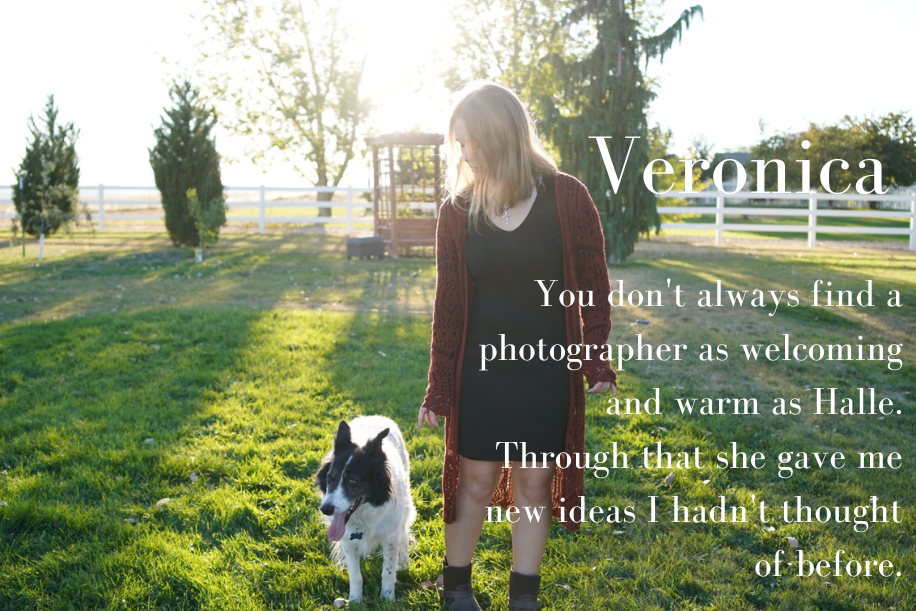 Veronica
You don't always find a
photographer as welcoming
and warm as Halle.
Through that she gave me
new ideas I hadn't thought
of before.